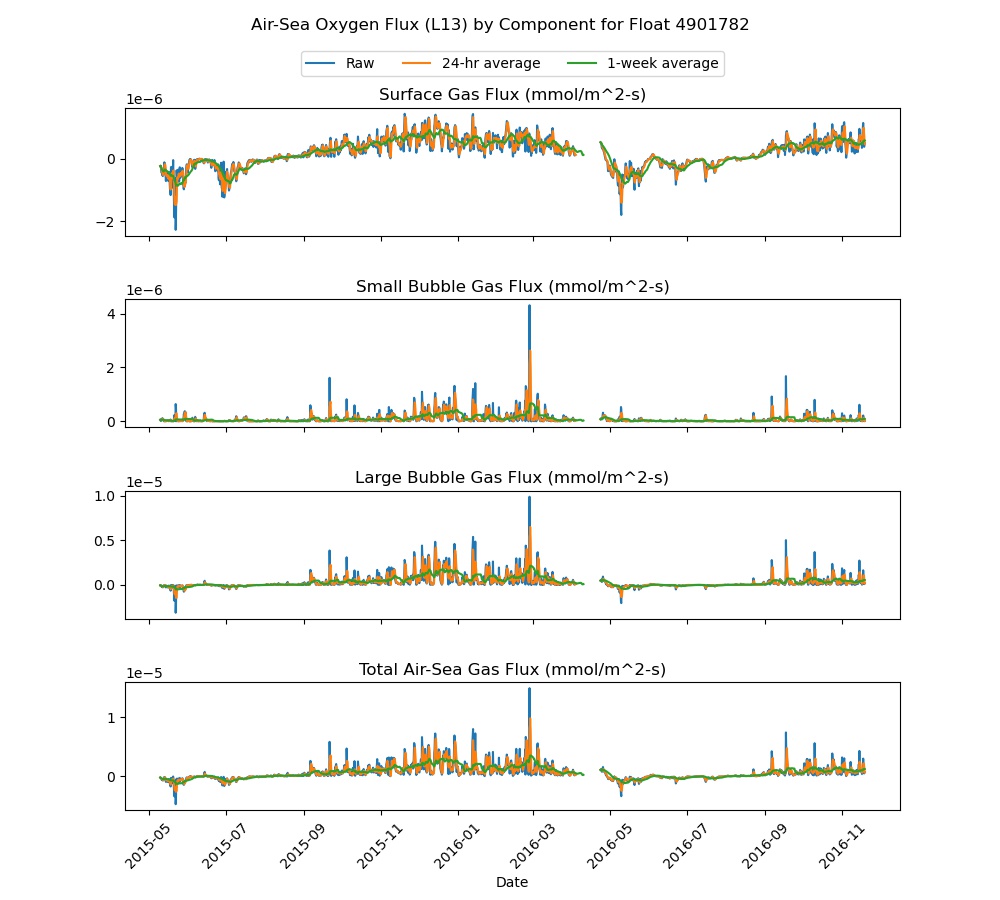 Air-Sea Oxygen Flux (L13) by Component for Float 4901782
Raw 24-hr average 1-week average
1e−6
Surface Gas Flux (mmol/m^2-s)
0
−2
1e−6
Small Bubble Gas Flux (mmol/m^2-s)
4
2
0
1e−5
Large Bubble Gas Flux (mmol/m^2-s)
1.0
0.5
0.0
1e−5
Total Air-Sea Gas Flux (mmol/m^2-s)
1
0
2015-05 2015-07 2015-09 2015-11 2016-01 2016-03 2016-05 2016-07 2016-09 2016-11
Date